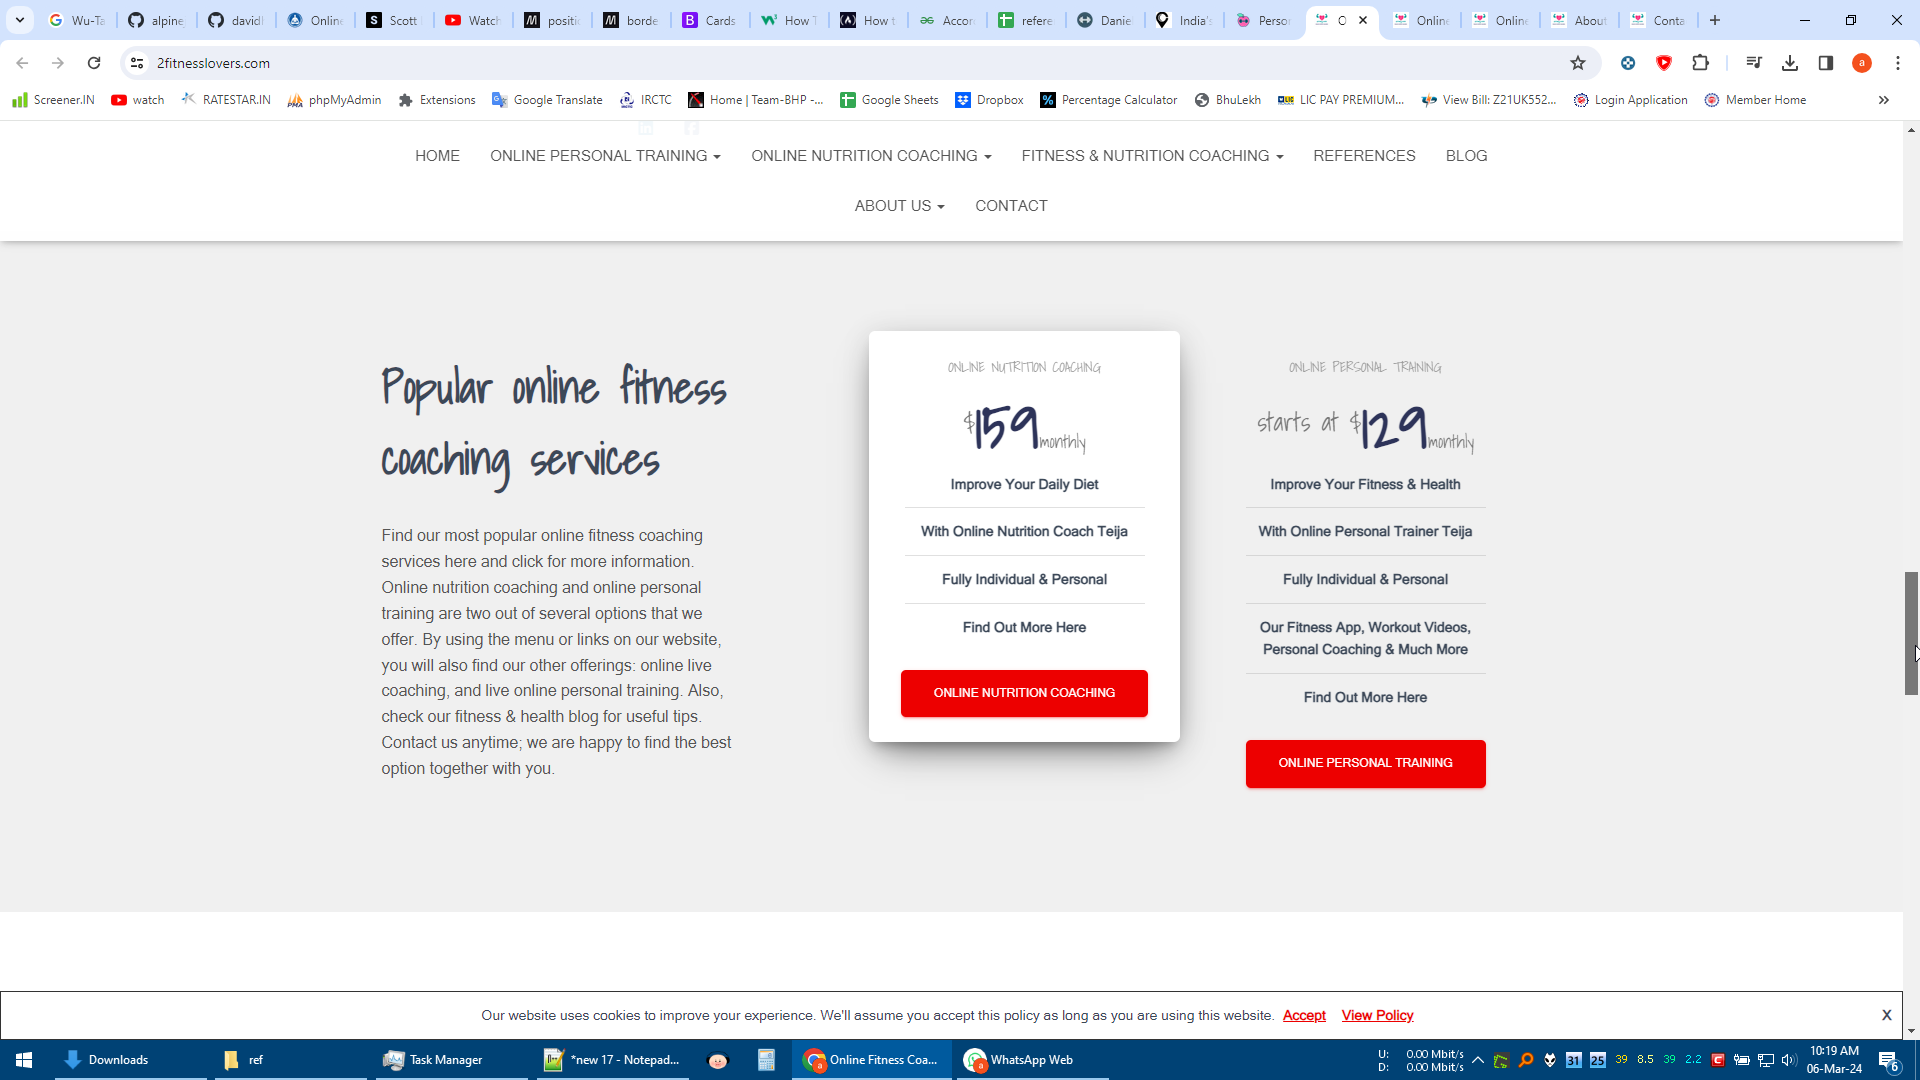 Wu-Ta
alpine
davidl
Online
Scott
Watch
positic
borde
Cards
How T
How t
Accor
refere
Danie
India's
Perso
O
Online
Online
About
Conta
2fitnesslovers.com
a
Screener.IN
watch
RATESTAR.IN
phpMyAdmin
Extensions
Google Translate
IRCTC
Home | Team-BHP -...
Google Sheets
Dropbox
Percentage Calculator
BhuLekh
LIC PAY PREMIUM...
View Bill: Z21UK552...
Login Application
Member Home
HOME
ONLINE PERSONAL TRAINING
ONLINE NUTRITION COACHING
FITNESS & NUTRITION COACHING
REFERENCES
BLOG
ABOUT US
CONTACT
Popular online fitness
coaching services
Find our most popular online fitness coaching
services here and click for more information.
Online nutrition coaching and online personal
training are two out of several options that we
offer. By using the menu or links on our website,
you will also find our other offerings: online live
coaching, and live online personal training. Also,
check our fitness & health blog for useful tips.
Contact us anytime; we are happy to find the best
option together with you.
ONLINE NUTRITION COACHING
$159monthly
Improve Your Daily Diet
With Online Nutrition Coach Teija
Fully Individual & Personal
Find Out More Here
ONLINE NUTRITION COACHING
ONLINE PERSONAL TRAINING
starts at $129monthly
Improve Your Fitness & Health
With Online Personal Trainer Teija
Fully Individual & Personal
Our Fitness App, Workout Videos,
Personal Coaching & Much More
Find Out More Here
ONLINE PERSONAL TRAINING
Our website uses cookies to improve your experience. We'll assume you accept this policy as long as you are using this website. Accept View Policy
X
Downloads
ref
Task Manager
*new 17 - Notepad...
Online Fitness Coa...
WhatsApp Web
U: 0.00 Mbit/s
D: 0.00 Mbit/s
31
25
39
8.5
39
2.2
10:19 AM
06-Mar-24
6